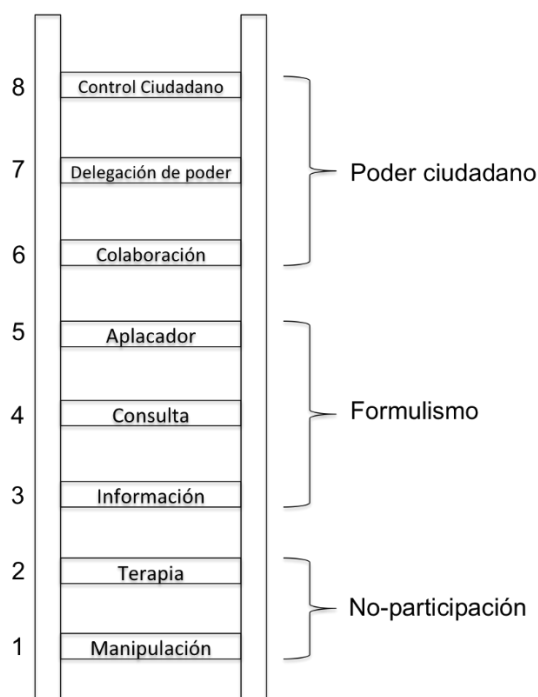 8 Control Ciudadano
7 Delegación de poder Poder ciudadano
6 Colaboración
5 Aplacador
4 Consulta Formulismo
3 Información
2 Terapia
No-participación
1 Manipulación